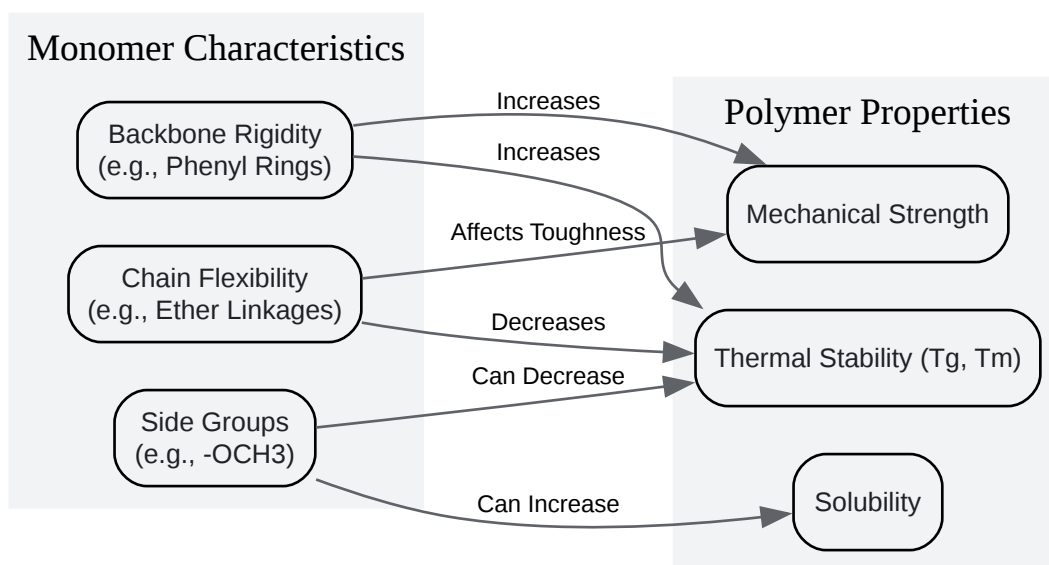 Monomer Characteristics
Backbone Rigidity
(e.g., Phenyl Rings)
Chain Flexibility
(e.g., Ether Linkages)
Side Groups
(e.g., -OCH3)
Increases
Increases
Affects Toughness
Decreases
Can Decrease
Can Increase
Polymer Properties
Mechanical Strength
Thermal Stability (Tg, Tm)
Solubility